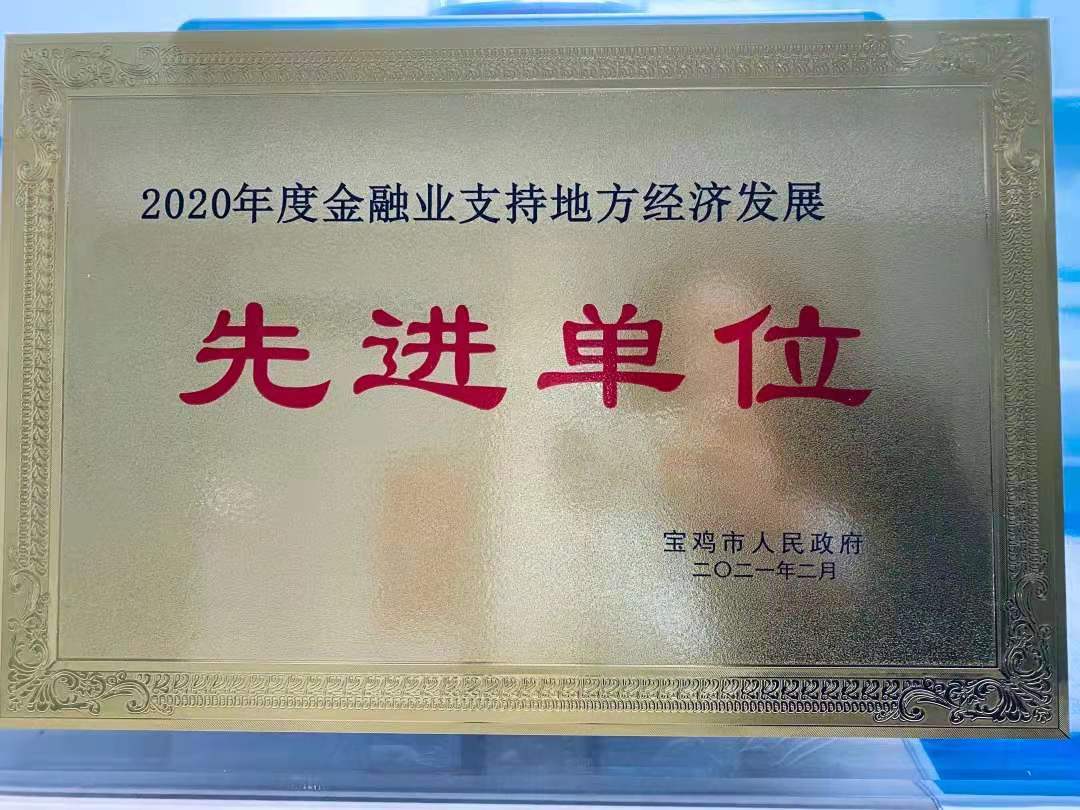 2020年度金融业支持地方经济发展
先进单位
宝鸡市人民政府
二〇二一年二月